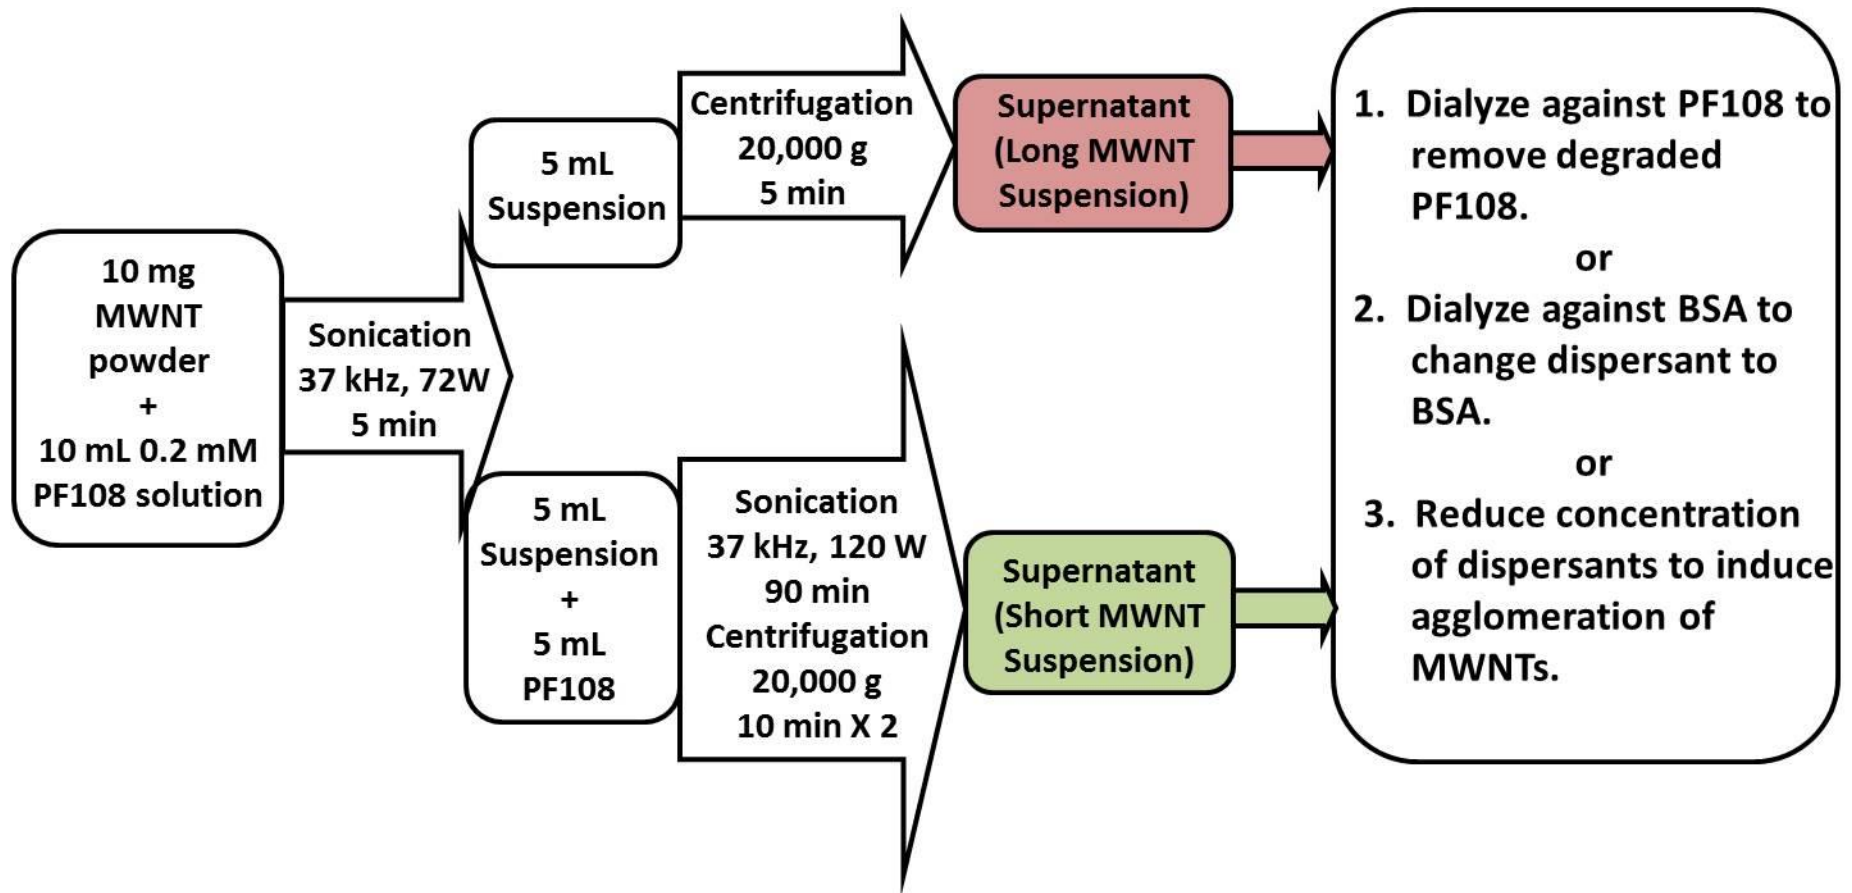 10 mg
MWNT
powder
+
10 mL 0.2 mM
PF108 solution
Sonication
37 kHz, 72W
5 min
5 mL
Suspension
Centrifugation
20,000 g
5 min
Supernatant
(Long MWNT
Suspension)
5 mL
Suspension
+
5 mL
PF108
Sonication
37 kHz, 120 W
90 min
Centrifugation
20,000 g
10 min X 2
Supernatant
(Short MWNT
Suspension)
1. Dialyze against PF108 to
remove degraded
PF108.
or
2. Dialyze against BSA to
change dispersant to
BSA.
or
3. Reduce concentration
of dispersants to induce
agglomeration of
MWNTs.